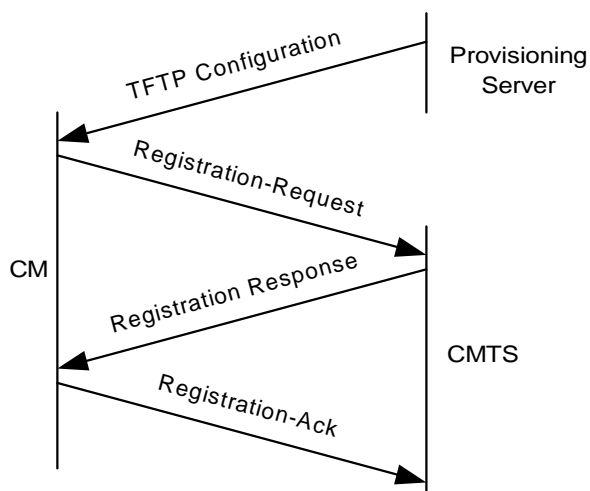 TFTP Configuration
Provisioning
Server
Registration-Request
CM
Registration Response
CMTS
Registration-Ack